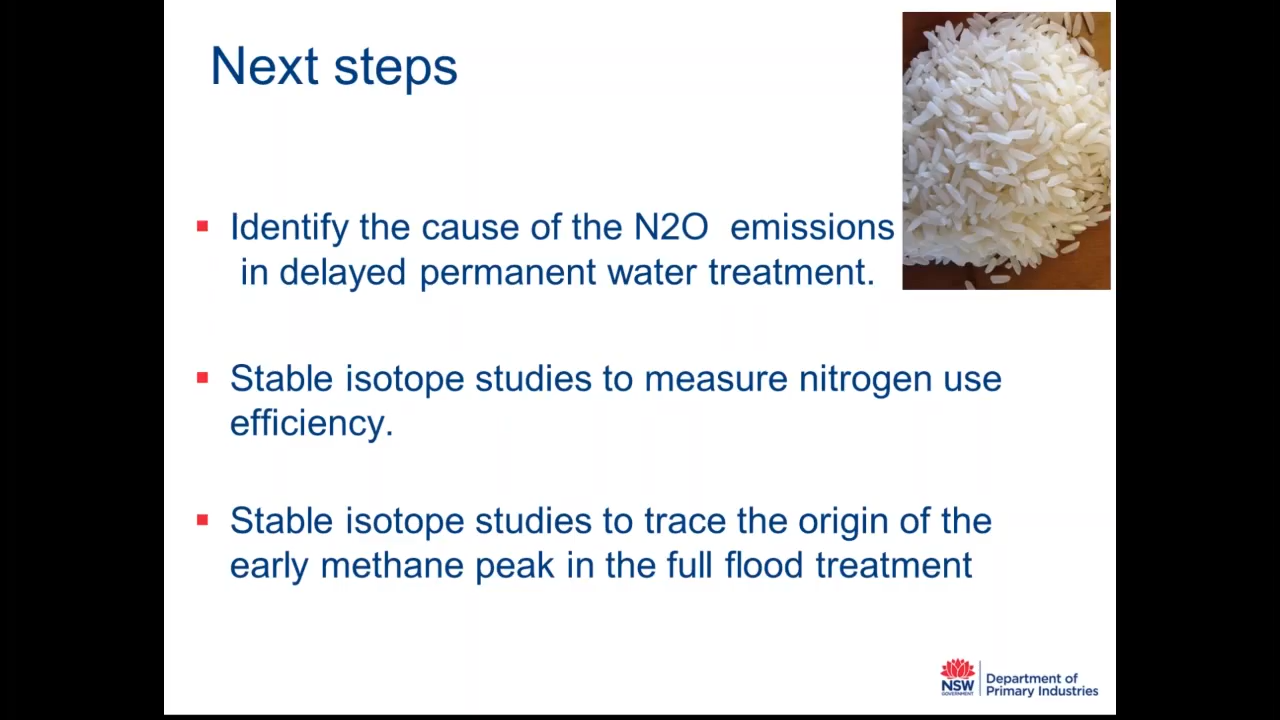 Next steps
Identify the cause of the N2O  emissions
in delayed permanent water treatment.
Stable isotope studies to measure nitrogen use
efficiency.
Stable isotope studies to trace the origin of the
early methane peak in the full flood treatment
NSW
GOVERNMENT
Department of
Primary Industries